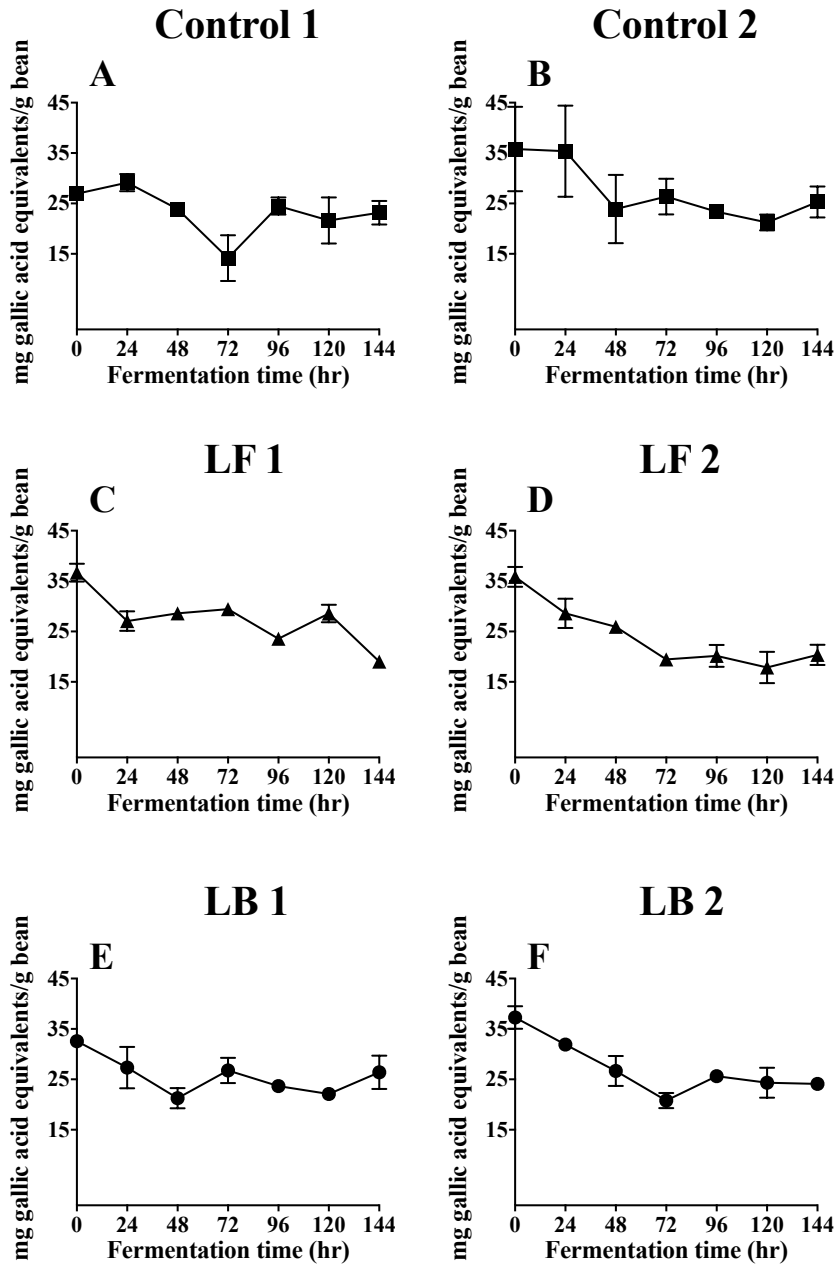 Control 1
A
mg gallic acid equivalents/g bean
45
35
25
15
0 24 48 72 96 120 144
Fermentation time (hr)
Control 2
B
mg gallic acid equivalents/g bean
45
35
25
15
0 24 48 72 96 120 144
Fermentation time (hr)
LF 1
C
mg gallic acid equivalents/g bean
45
35
25
15
0 24 48 72 96 120 144
Fermentation time (hr)
LF 2
D
mg gallic acid equivalents/g bean
45
35
25
15
0 24 48 72 96 120 144
Fermentation time (hr)
LB 1
E
mg gallic acid equivalents/g bean
45
35
25
15
0 24 48 72 96 120 144
Fermentation time (hr)
LB 2
F
mg gallic acid equivalents/g bean
45
35
25
15
0 24 48 72 96 120 144
Fermentation time (hr)